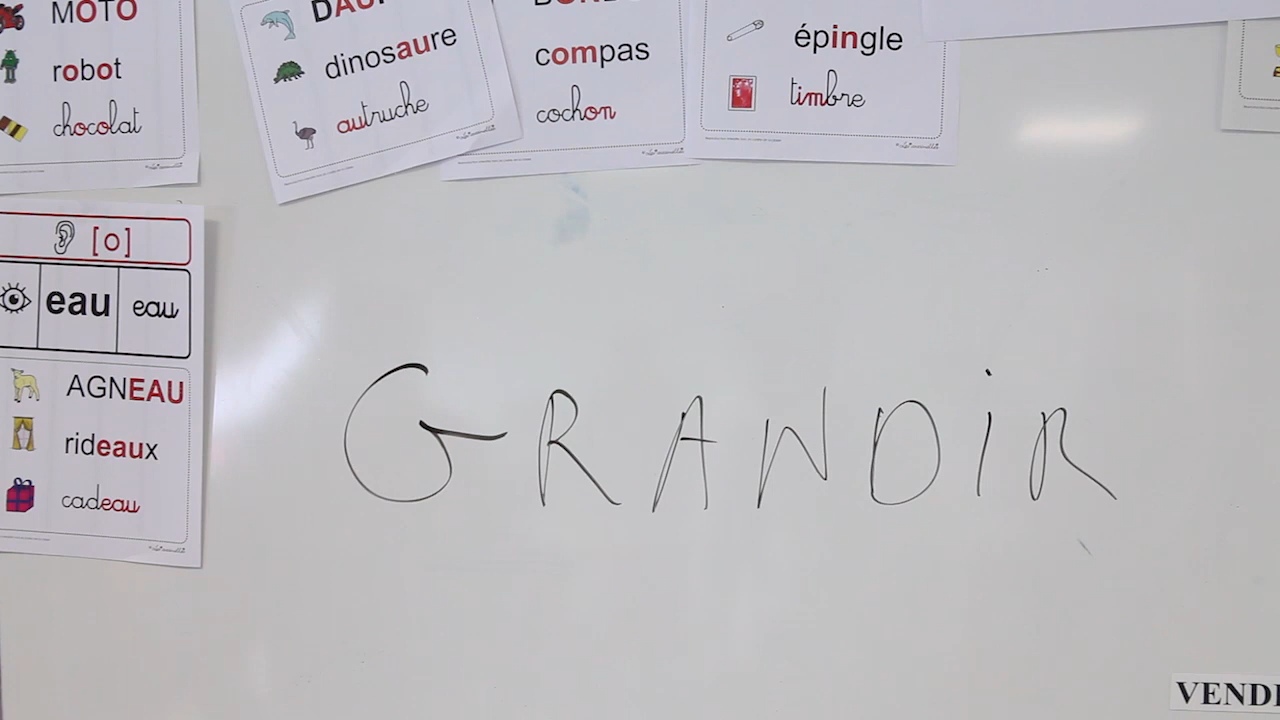 MOTO
robot
chocolat
dinosaure
autruche
compas
cochon
épingle
timbre
[o]
eau eau
AGNEAU
rideaux
cadeau
GRANDIR